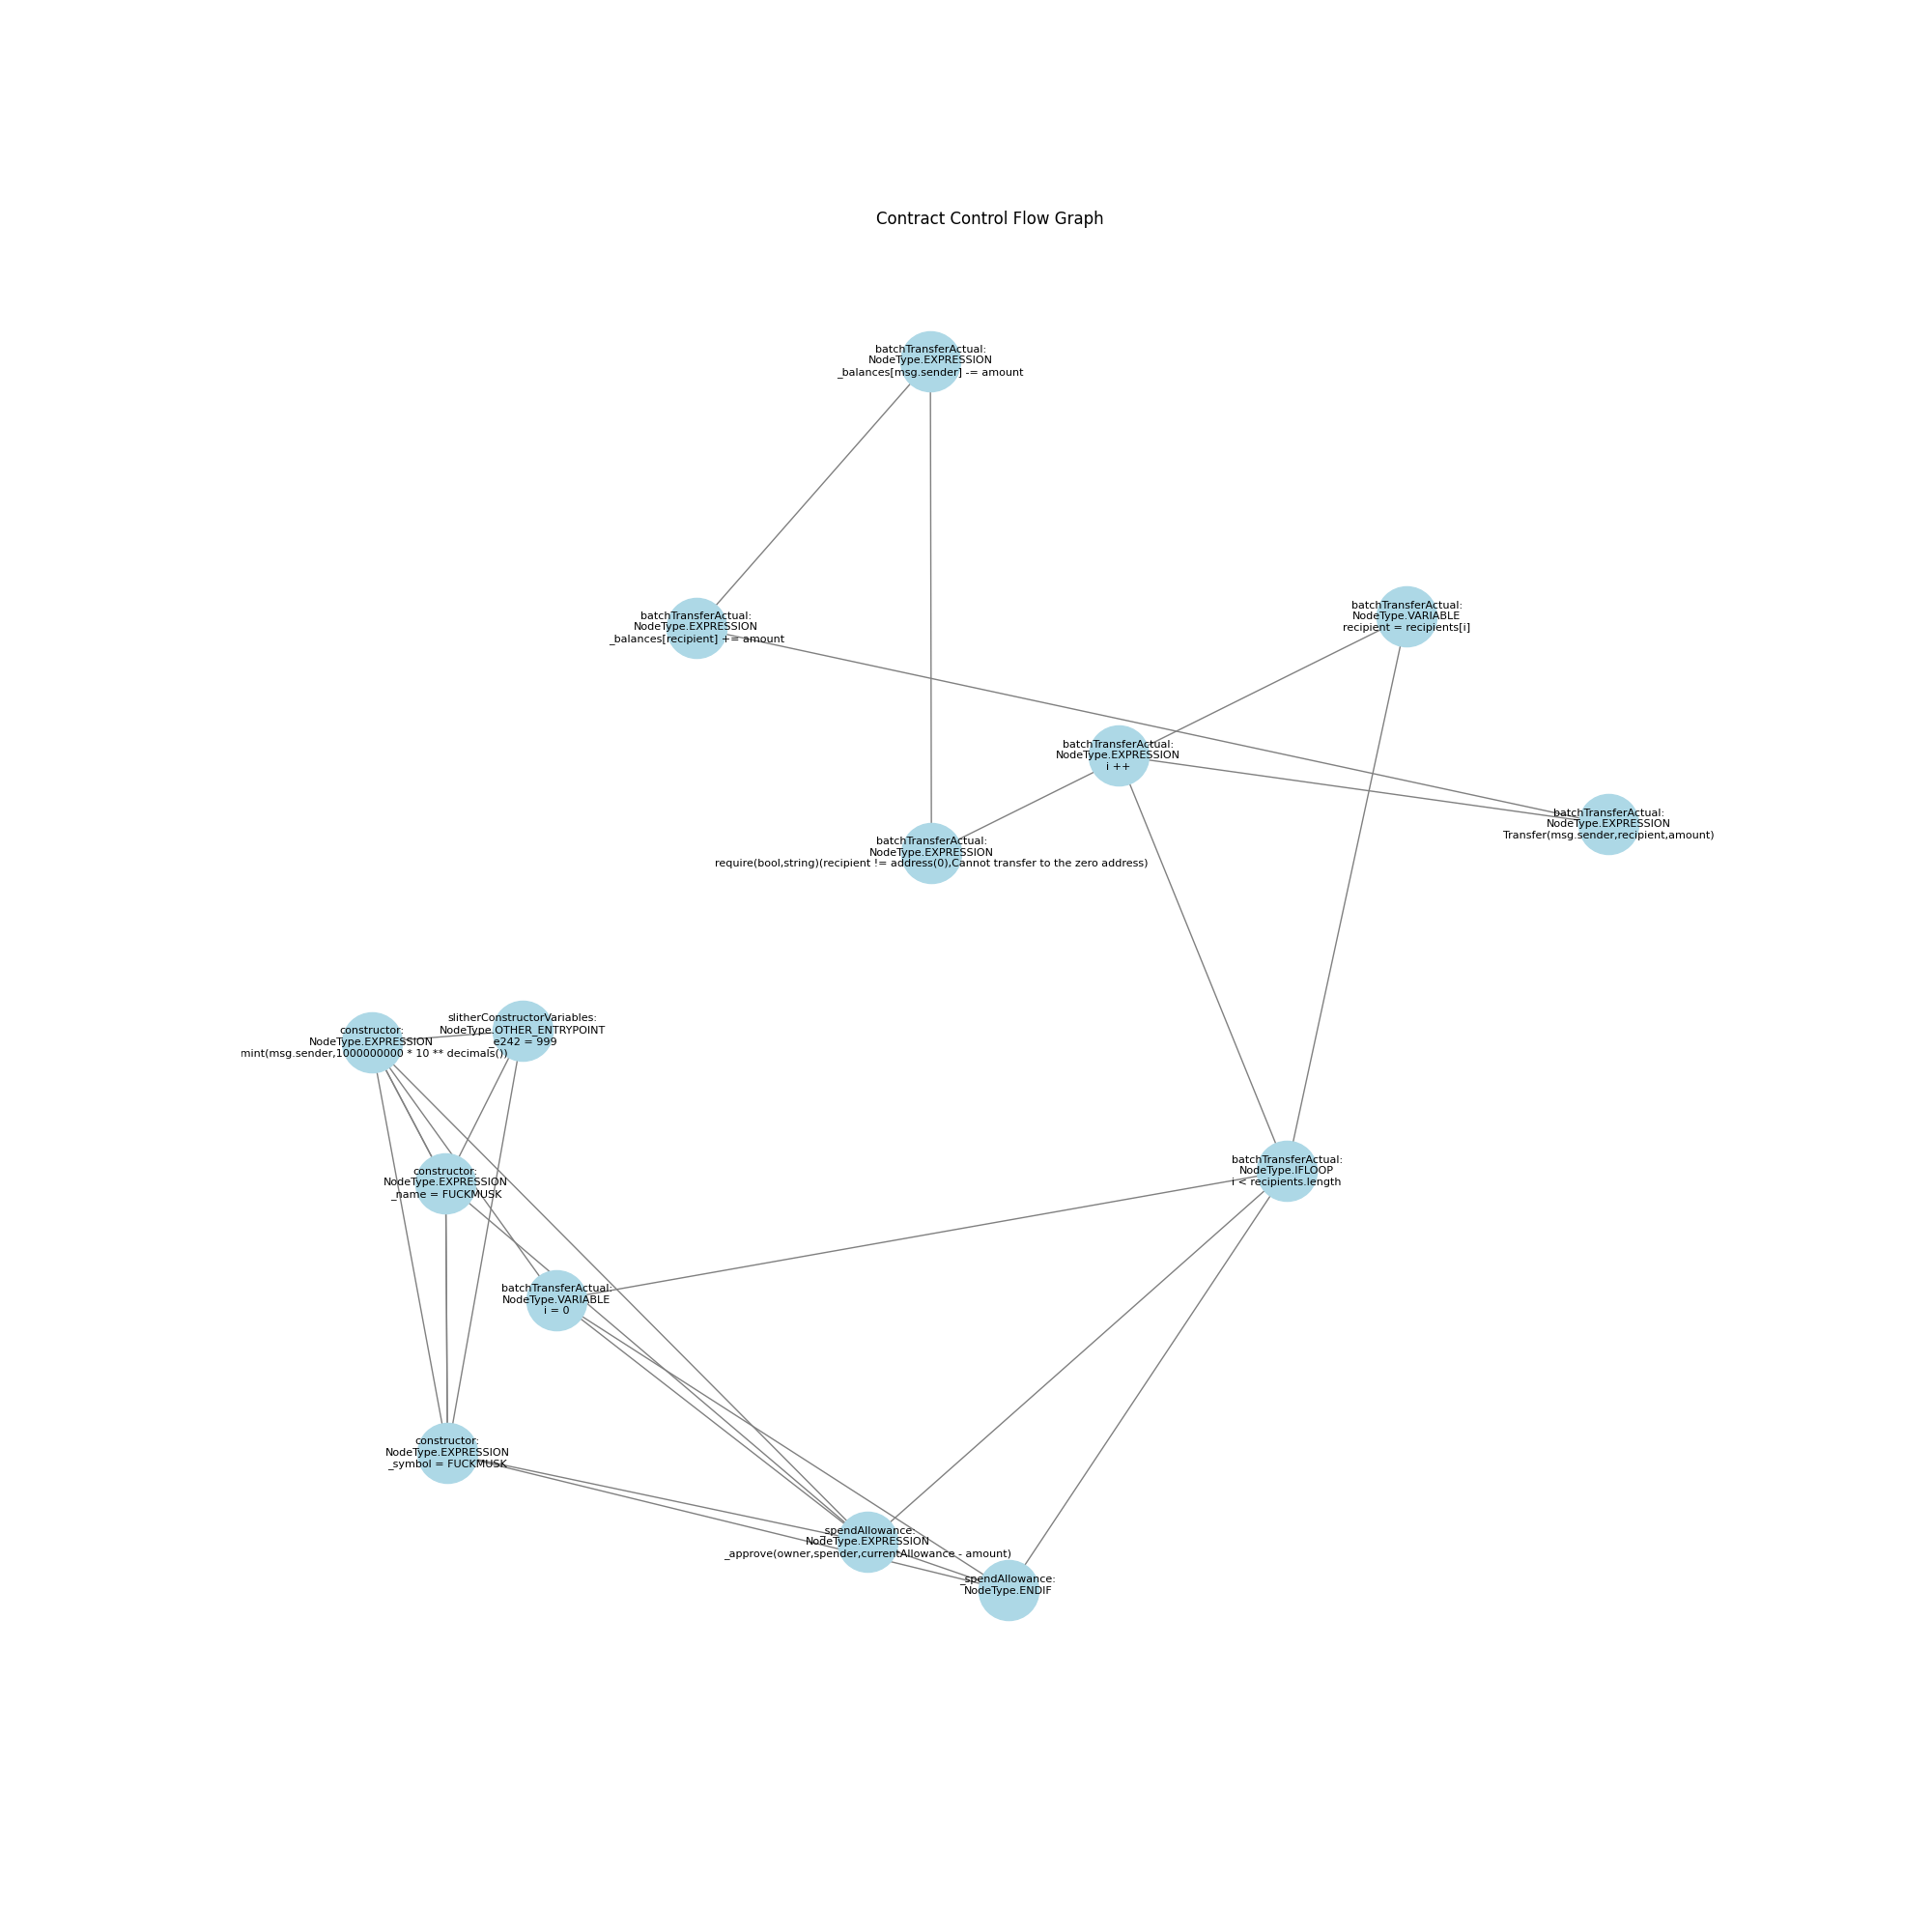 Contract Control Flow Graph
batchTransferActual:
NodeType.EXPRESSION
_balances[msg.sender] -= amount
batchTransferActual:
NodeType.EXPRESSION
_balances[recipient] += amount
batchTransferActual:
NodeType.VARIABLE
recipient = recipients[i]
batchTransferActual:
NodeType.EXPRESSION
i ++
batchTransferActual:
NodeType.EXPRESSION
Transfer(msg.sender,recipient,amount)
batchTransferActual:
NodeType.EXPRESSION
require(bool,string)(recipient != address(0),Cannot transfer to the zero address)
slitherConstructorVariables:
NodeType.OTHER_ENTRYPOINT
_e242 = 999
constructor:
NodeType.EXPRESSION
mint(msg.sender,1000000000 * 10 ** decimals())
constructor:
NodeType.EXPRESSION
_name = FUCKMUSK
batchTransferActual:
NodeType.IFLOOP
i < recipients.length
batchTransferActual:
NodeType.VARIABLE
i = 0
constructor:
NodeType.EXPRESSION
_symbol = FUCKMUSK
_spendAllowance:
NodeType.EXPRESSION
_approve(owner,spender,currentAllowance - amount)
_spendAllowance:
NodeType.ENDIF